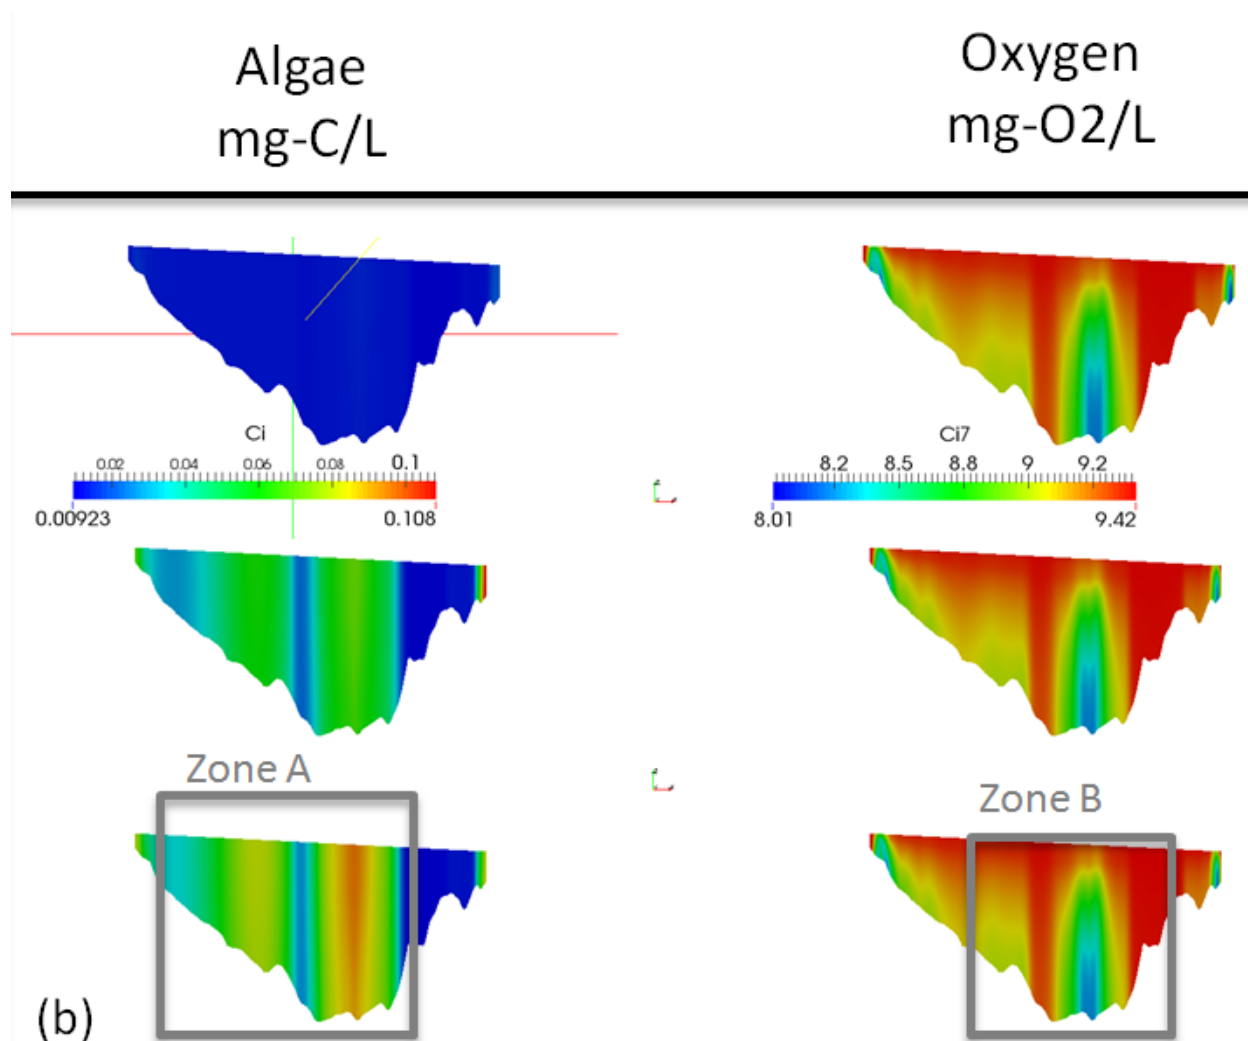 Algae
mg-C/L
Oxygen
mg-O2/L
Ci
0.02 0.04 0.06 0.08 0.1
0.00923 0.108
Ci7
8.2 8.5 8.8 9 9.2
8.01 9.42
Zone A
Zone B
(b)